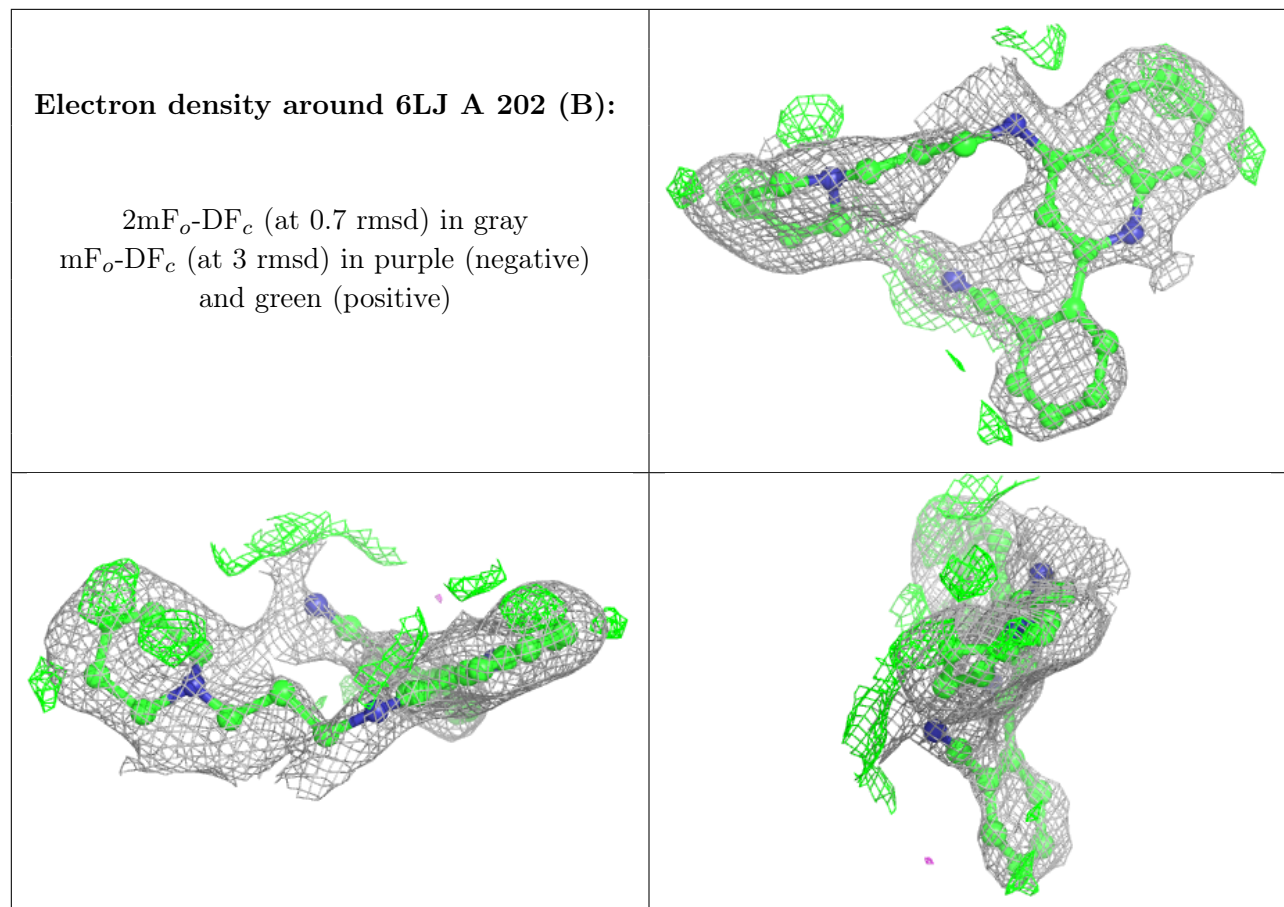 Electron density around 6LJ A 202 (B):
2mFo-DFc (at 0.7 rmsd) in gray
mFo-DFc (at 3 rmsd) in purple (negative)
and green (positive)